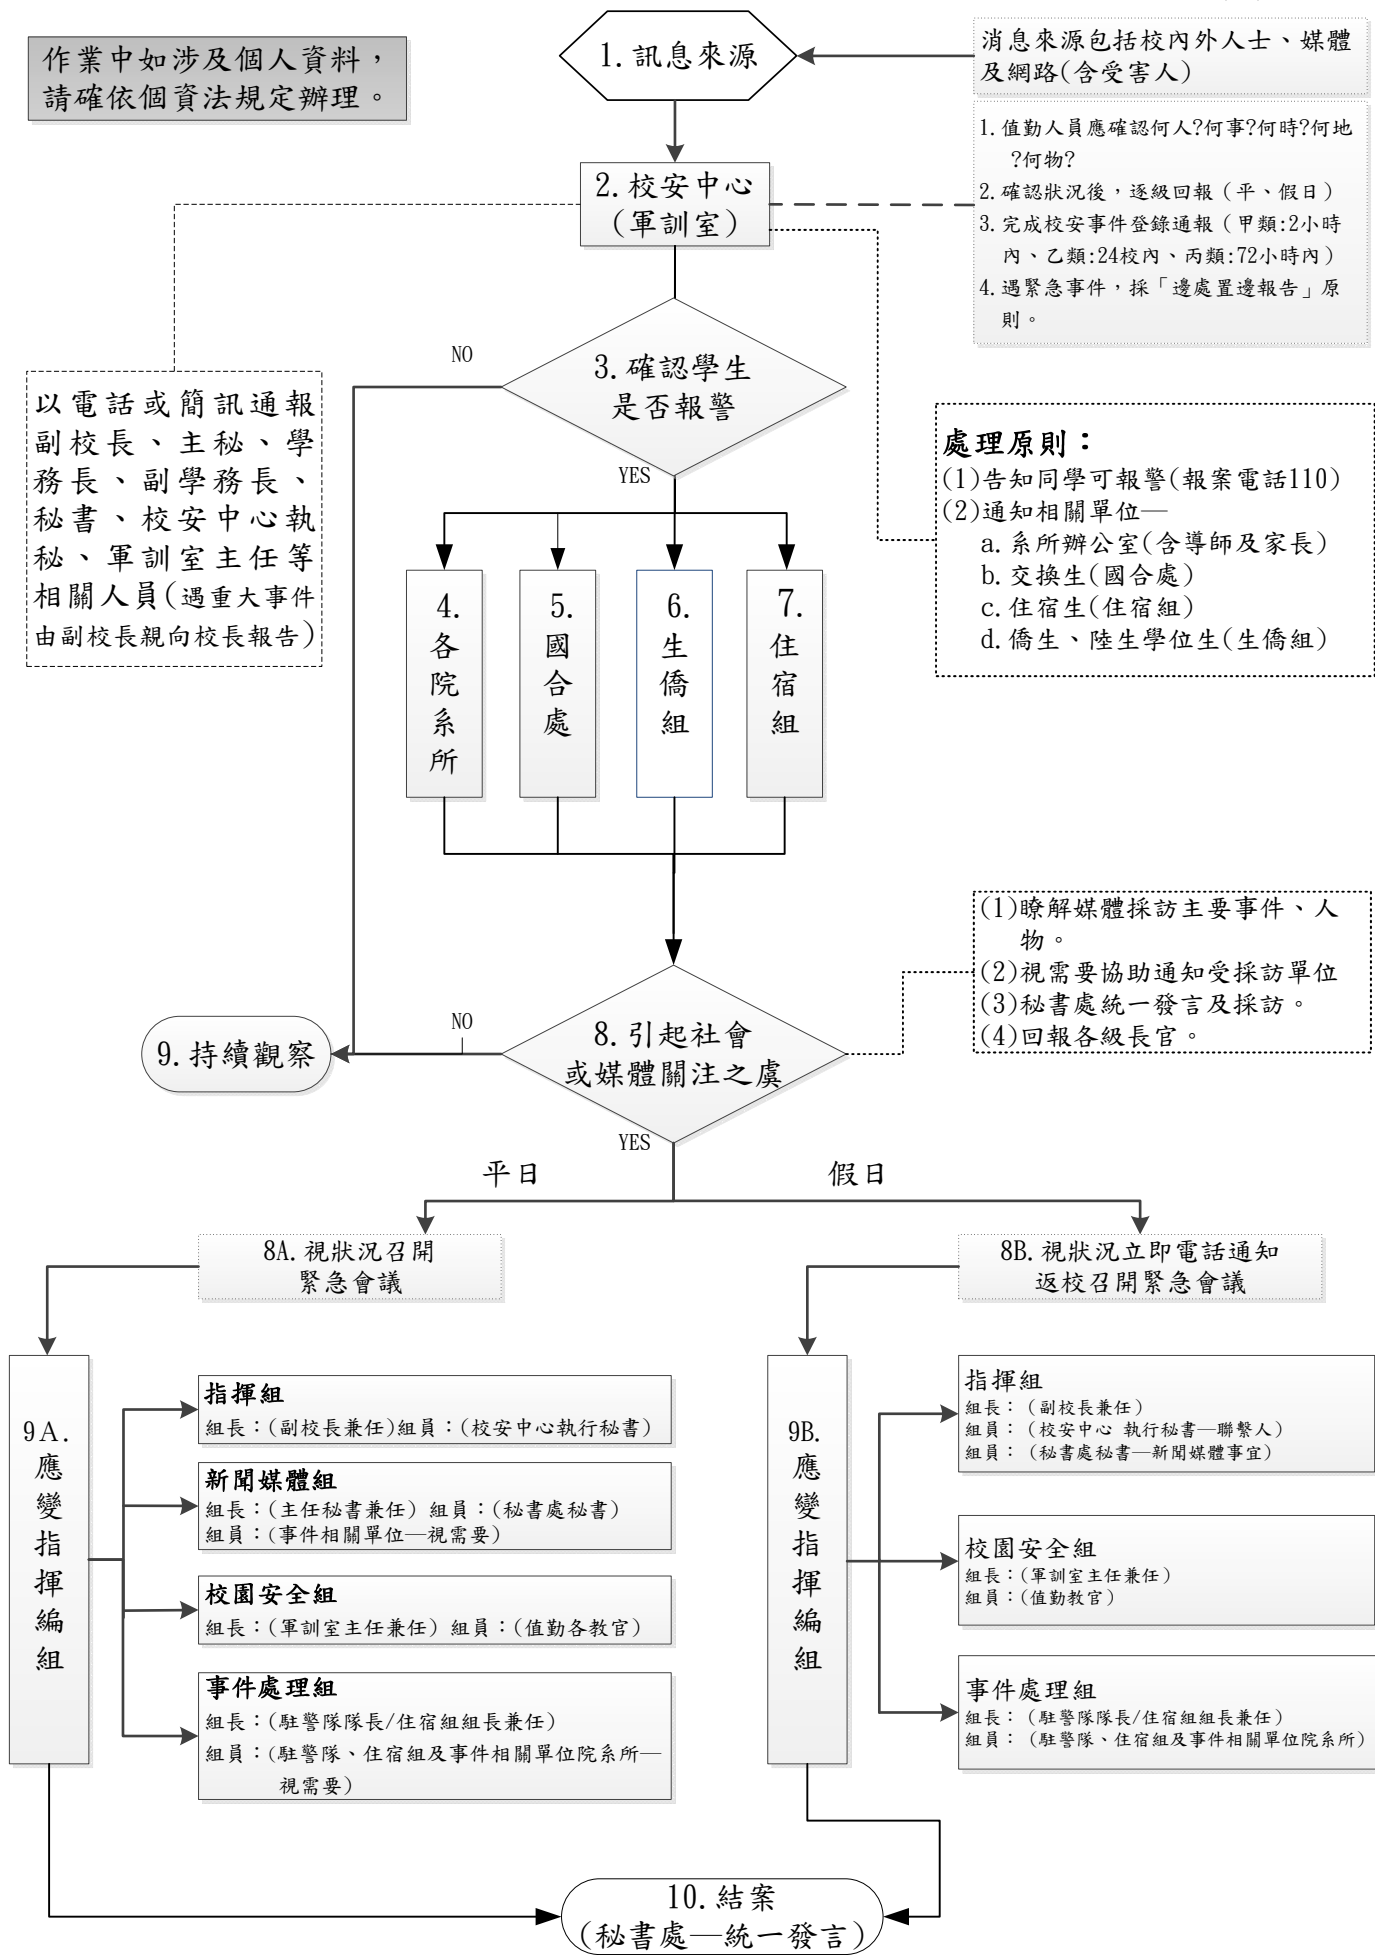 作業中如涉及個人資料，
請確依個資法規定辦理。
1.訊息來源
消息來源包括校內外人士、媒體
及網路(含受害人)
1.值勤人員應確認何人?何事?何時?何地
?何物?
2.確認狀況後，逐級回報（平、假日）
3.完成校安事件登錄通報（甲類:2小時
內、乙類:24校內、丙類:72小時內）
4.遇緊急事件，採「邊處置邊報告」原
則。
2.校安中心
（軍訓室）
NO
3.確認學生
是否報警
YES
以電話或簡訊通報
副校長、主秘、學
務長、副學務長、
秘書、校安中心執
秘、軍訓室主任等
相關人員(遇重大事件
由副校長親向校長報告)
處理原則：
(1)告知同學可報警(報案電話110)
(2)通知相關單位—
a.系所辦公室(含導師及家長)
b.交換生(國合處)
c.住宿生(住宿組)
d.僑生、陸生學位生(生僑組)
4.
各
院
系
所
5.
國
合
處
6.
生
僑
組
7.
住
宿
組
(1)瞭解媒體採訪主要事件、人
物。
(2)視需要協助通知受採訪單位
(3)秘書處統一發言及採訪。
(4)回報各級長官。
9.持續觀察
NO
8.引起社會
或媒體關注之虞
YES
平日
假日
8A.視狀況召開
緊急會議
8B.視狀況立即電話通知
返校召開緊急會議
9A.
應
變
指
揮
編
組
指揮組
組長：(副校長兼任)組員：(校安中心執行秘書)
新聞媒體組
組長：(主任秘書兼任) 組員：(秘書處秘書)
組員：(事件相關單位—視需要)
校園安全組
組長：(軍訓室主任兼任) 組員：(值勤各教官)
事件處理組
組長：(駐警隊隊長/住宿組組長兼任)
組員：(駐警隊、住宿組及事件相關單位院系所—
視需要)
9B.
應
變
指
揮
編
組
指揮組
組長： (副校長兼任)
組員： (校安中心 執行秘書—聯繫人)
組員： (秘書處秘書—新聞媒體事宜)
校園安全組
組長：(軍訓室主任兼任)
組員：(值勤教官)
事件處理組
組長： (駐警隊隊長/住宿組組長兼任)
組員： (駐警隊、住宿組及事件相關單位院系所)
10.結案
(秘書處—統一發言)